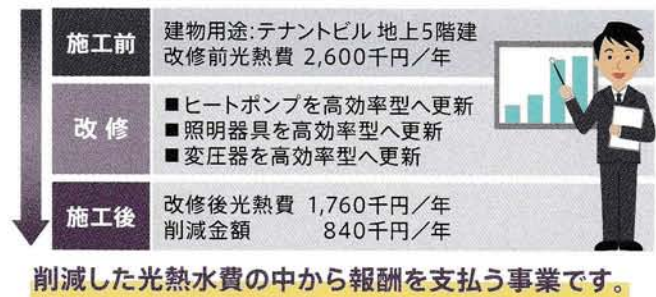 施工前
建物用途:テナントビル 地上5階建
改修前光熱費 2,600千円/年
改修
■ヒートポンプを高効率型へ更新
■照明器具を高効率型へ更新
■変圧器を高効率型へ更新
施工後
改修後光熱費 1,760千円/年
削減金額 840千円/年
削減した光熱水費の中から報酬を支払う事業です。